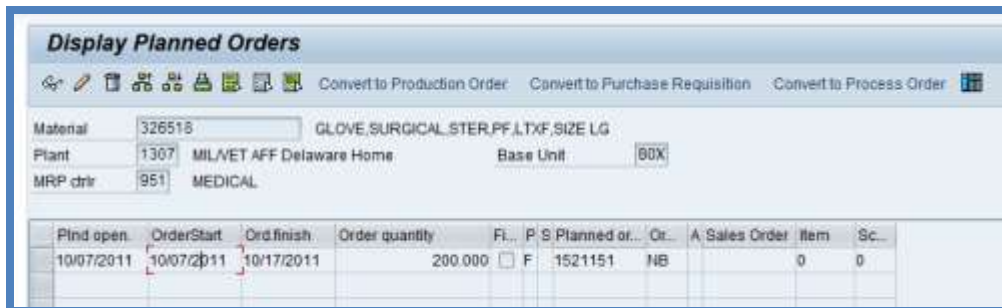 Display Planned Orders
Convert to Production Order Convert to Purchase Requisition Convert to Process Order
Material 326518 GLOVE,SURGICAL,STER,PF,LTXF,SIZE LG
Plant 1307 MIL/VET AFF Delaware Home Base Unit BOX
MRP ctrlr 951 MEDICAL
Plnd open. OrderStart Ord.finish Order quantity Fi... P S Planned or... Or... A Sales Order Item Sc...
10/07/2011 10/07/2011 10/17/2011 200.000 F 1521151 NB 0 0